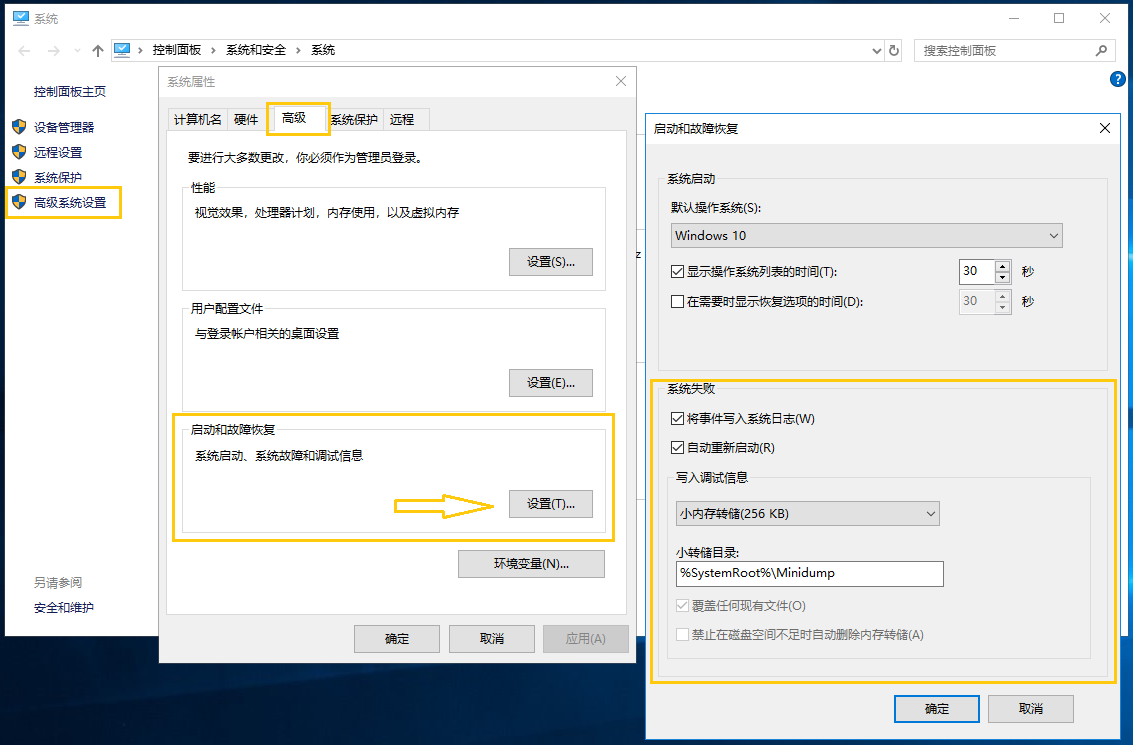 系统
控制面板 系统和安全 系统
搜索控制面板
控制面板主页
设备管理器
远程设置
系统保护
高级系统设置
另请参阅
安全和维护
系统属性
计算机名 硬件 高级 系统保护 远程
要进行大多数更改，你必须作为管理员登录。
性能
视觉效果，处理器计划，内存使用，以及虚拟内存
设置(S)...
用户配置文件
与登录帐户相关的桌面设置
设置(E)...
启动和故障恢复
系统启动、系统故障和调试信息
设置(T)...
环境变量(N)...
确定 取消 应用(A)
z
启动和故障恢复
系统启动
默认操作系统(S):
Windows 10
显示操作系统列表的时间(T): 30 秒
在需要时显示恢复选项的时间(D): 30 秒
系统失败
将事件写入系统日志(W)
自动重新启动(R)
写入调试信息
小内存转储(256 KB)
小转储目录:
%SystemRoot%\Minidump
覆盖任何现有文件(O)
禁止在磁盘空间不足时自动删除内存转储(A)
确定 取消
?